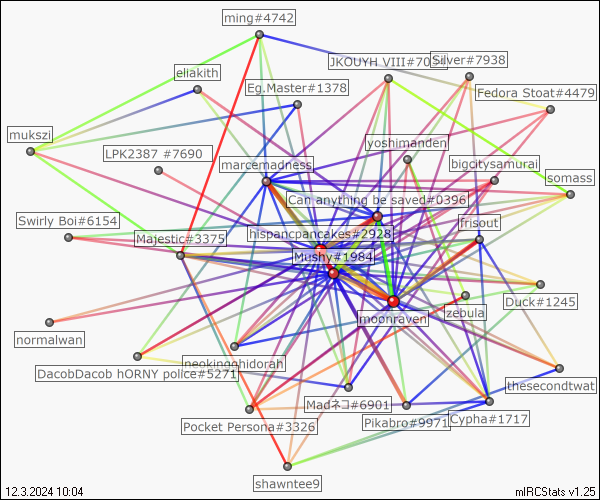 ming#4742
JKOUYH VIII#70
Silver#7938
eliakith
Eg.Master#1378
Fedora Stoat#4479
mukszi
yoshimanden
LPK2387 #7690
marcemadness
bigcitysamurai
somass
Can anything be saved#0396
Swirly Boi#6154
frisout
Majestic#3375
hispancpancakes#2928
Mushy#1984
Duck#1245
zebula
moonraven
normalwan
neokingghidorah
DacobDacob hORNY police#5271
thesecondtwat
Madネコ#6901
Pocket Persona#3326
Pikabro#9971
Cypha#1717
shawntee9
12.3.2024 10:04
mIRCStats v1.25